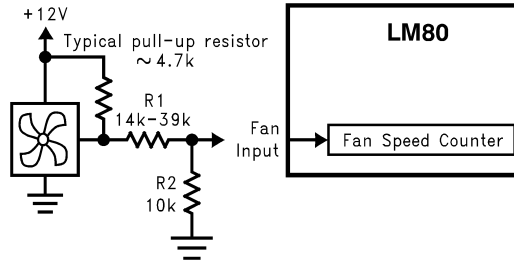 +12V
Typical pull-up resistor
~4.7k
R1
14k-39k
R2
10k
Fan
Input
LM80
Fan Speed Counter